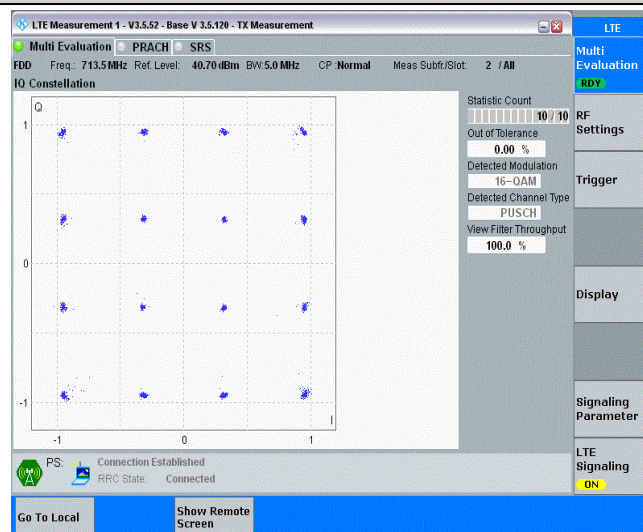 LTE Measurement 1 - V3.5.52 - Base V 3.5.120 - TX Measurement
LTE
Multi Evaluation PRACH SRS
Multi
Evaluation
RDY
FDD Freq.: 713.5 MHz Ref. Level: 40.70 dBm BW: 5.0 MHz CP : Normal Meas Subfr./Slot: 2 / All
IQ Constellation
Q
1
0
-1
-1 0 1
I
Statistic Count
10 / 10
Out of Tolerance
0.00 %
Detected Modulation
16-QAM
Detected Channel Type
PUSCH
View Filter Throughput
100.0 %
RF
Settings
Trigger
Display
Signaling
Parameter
LTE
Signaling
ON
PS: Connection Established
RRC State: Connected
Go To Local
Show Remote
Screen